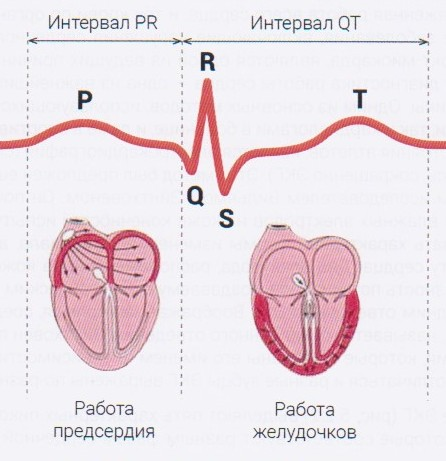 Интервал PR
Интервал QT
R
P
T
Q
S
Работа
предсердия
Работа
желудочков